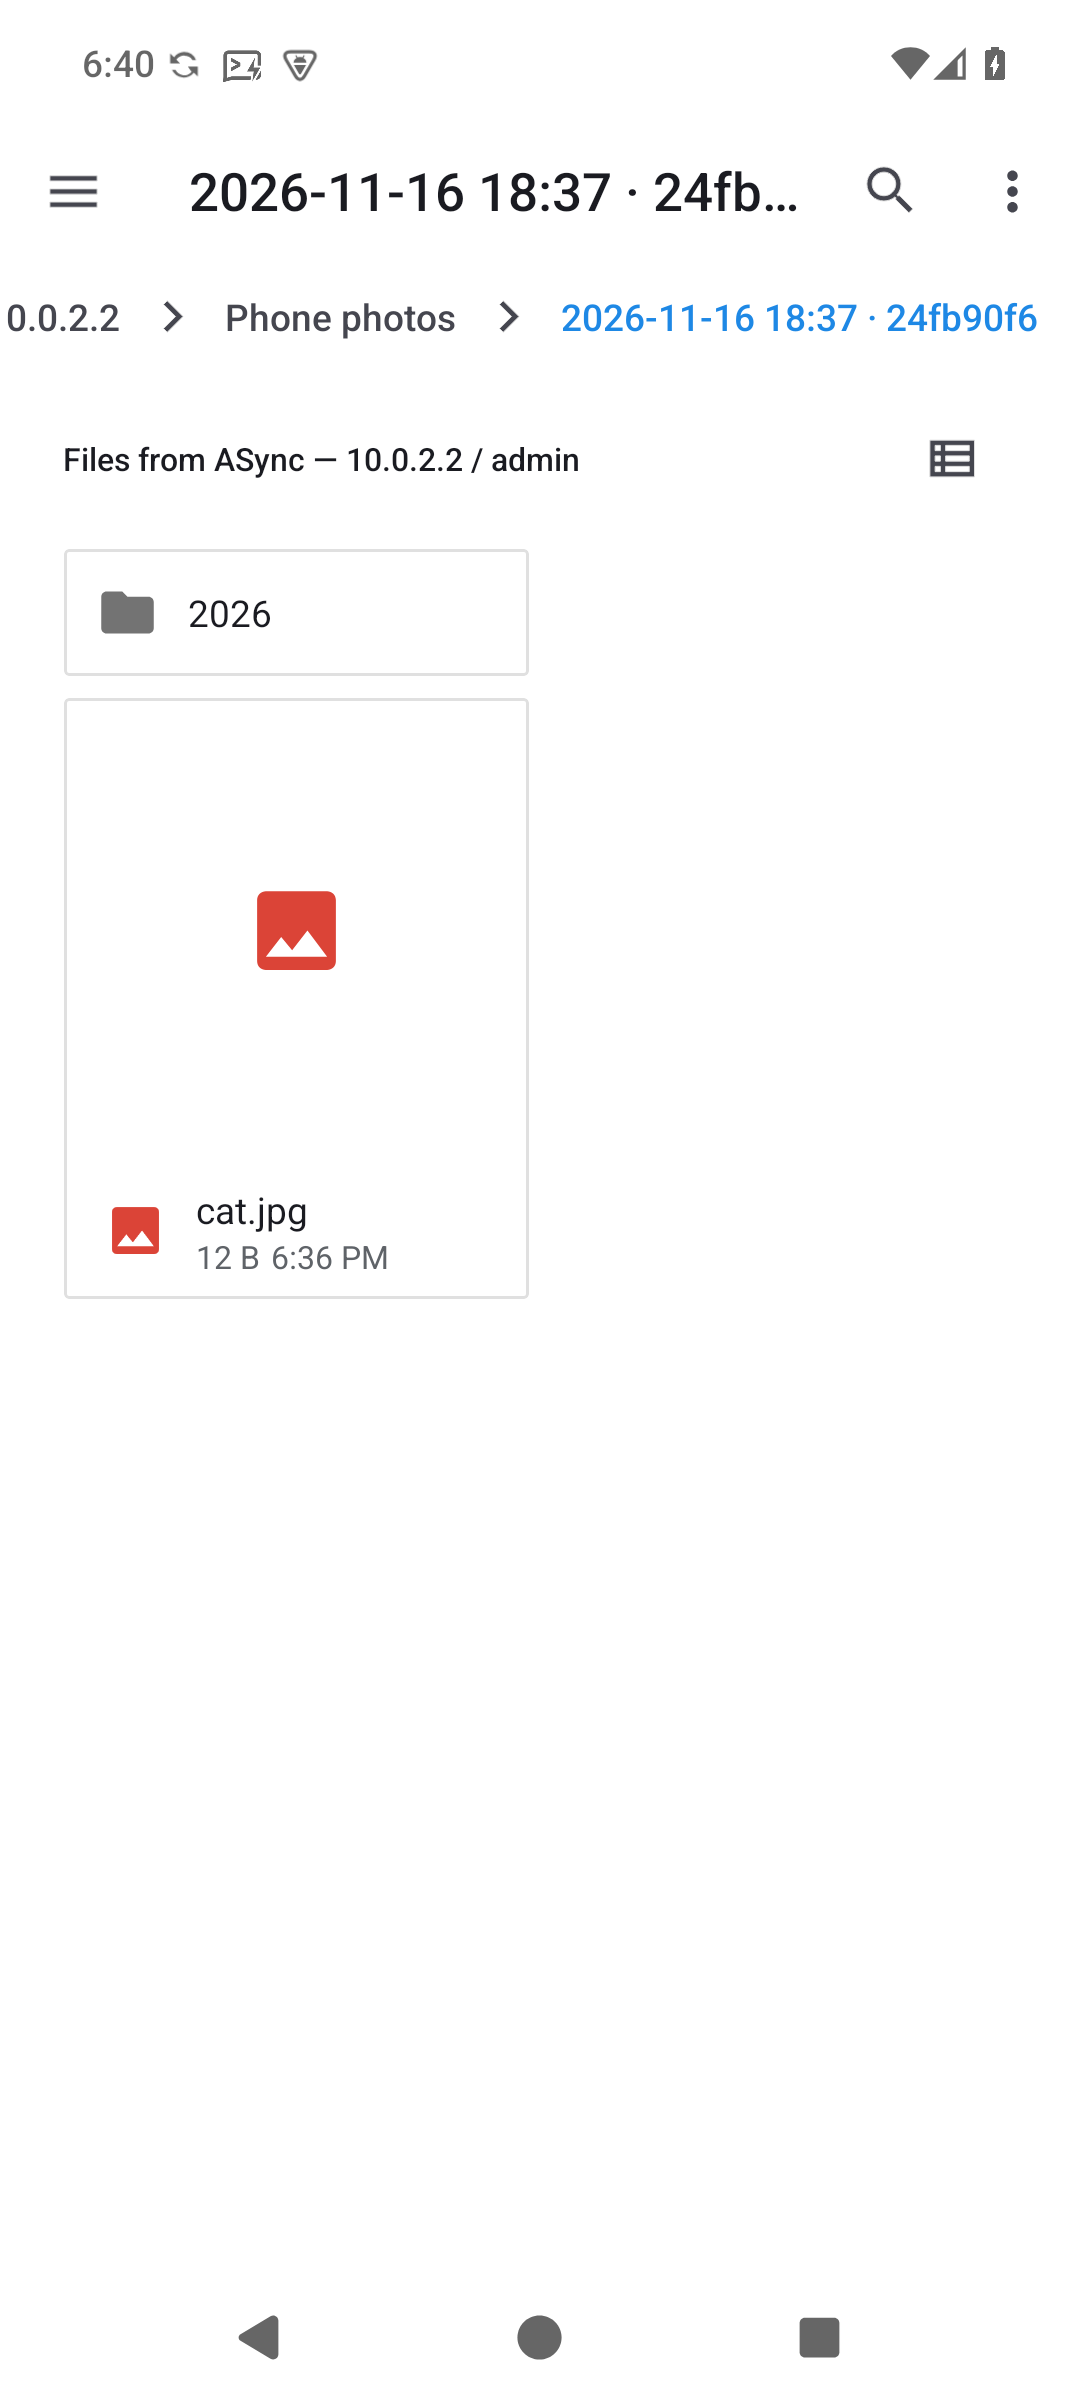 6:40
2026-11-16 18:37 · 24fb...
0.0.2.2 > Phone photos > 2026-11-16 18:37 · 24fb90f6
Files from ASync — 10.0.2.2 / admin
2026
cat.jpg
12 B 6:36 PM